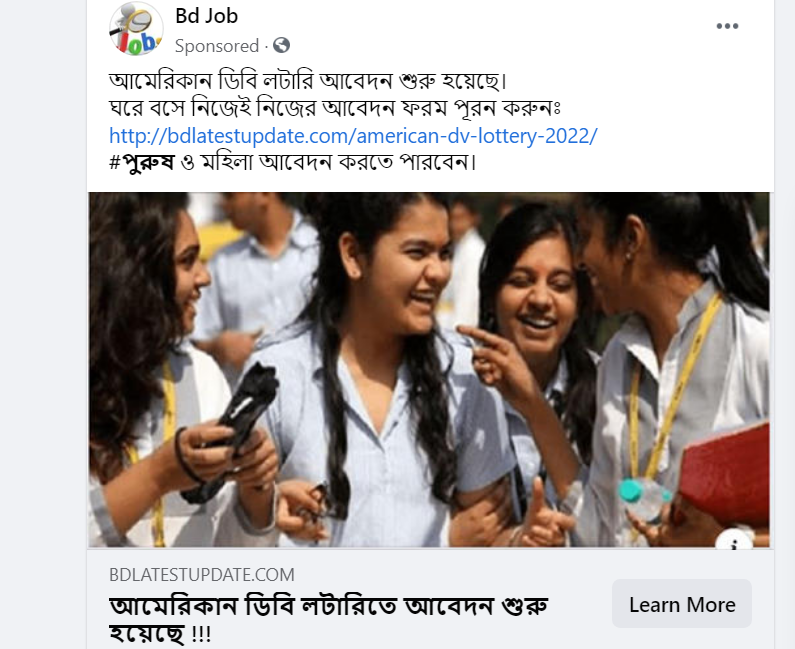 Bd Job
Sponsored ·
আমেরিকান ডিবি লটারি আবেদন শুরু হয়েছে।
ঘরে বসে নিজেই নিজের আবেদন ফরম পূরন করুনঃ
http://bdlatestupdate.com/american-dv-lottery-2022/
#পুরুষ ও মহিলা আবেদন করতে পারবেন।
BDLATESTUPDATE.COM
আমেরিকান ডিবি লটারিতে আবেদন শুরু
হয়েছে !!!
Learn More